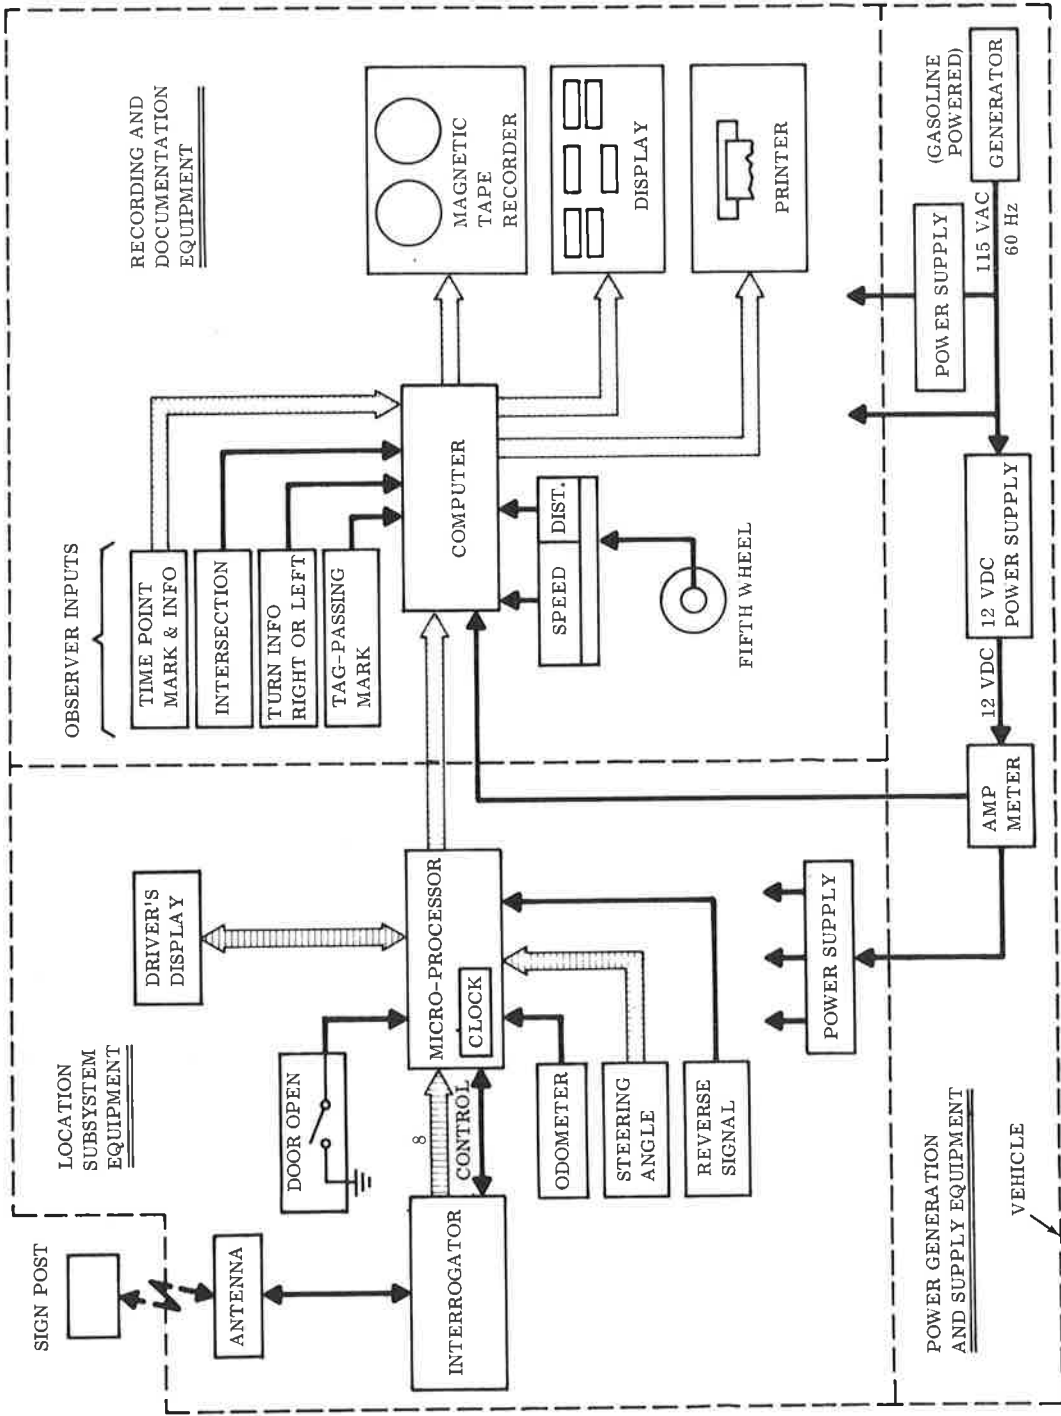 SIGN POST
ANTENNA
INTERROGATOR
LOCATION
SUBSYSTEM
EQUIPMENT
DOOR OPEN
8
CONTROL
DRIVER'S
DISPLAY
MICRO-PROCESSOR
CLOCK
ODOMETER
STEERING
ANGLE
REVERSE
SIGNAL
POWER SUPPLY
OBSERVER INPUTS
TIME POINT
MARK & INFO
INTERSECTION
TURN INFO
RIGHT OR LEFT
TAG-PASSING
MARK
COMPUTER
SPEED
DIST.
FIFTH WHEEL
RECORDING AND
DOCUMENTATION
EQUIPMENT
MAGNETIC
TAPE
RECORDER
DISPLAY
PRINTER
POWER GENERATION
AND SUPPLY EQUIPMENT
VEHICLE
AMP
METER
12 VDC
12 VDC
POWER SUPPLY
POWER SUPPLY
115 VAC
60 Hz
(GASOLINE
POWERED)
GENERATOR